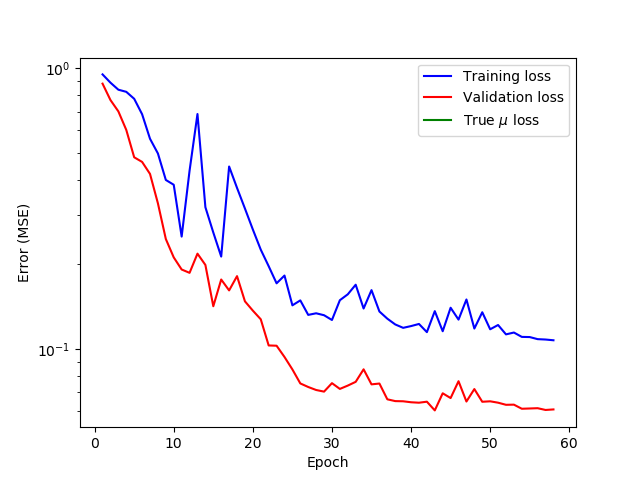 10⁰
10⁻¹
Error (MSE)
Training loss
Validation loss
True μ loss
0 10 20 30 40 50 60
Epoch